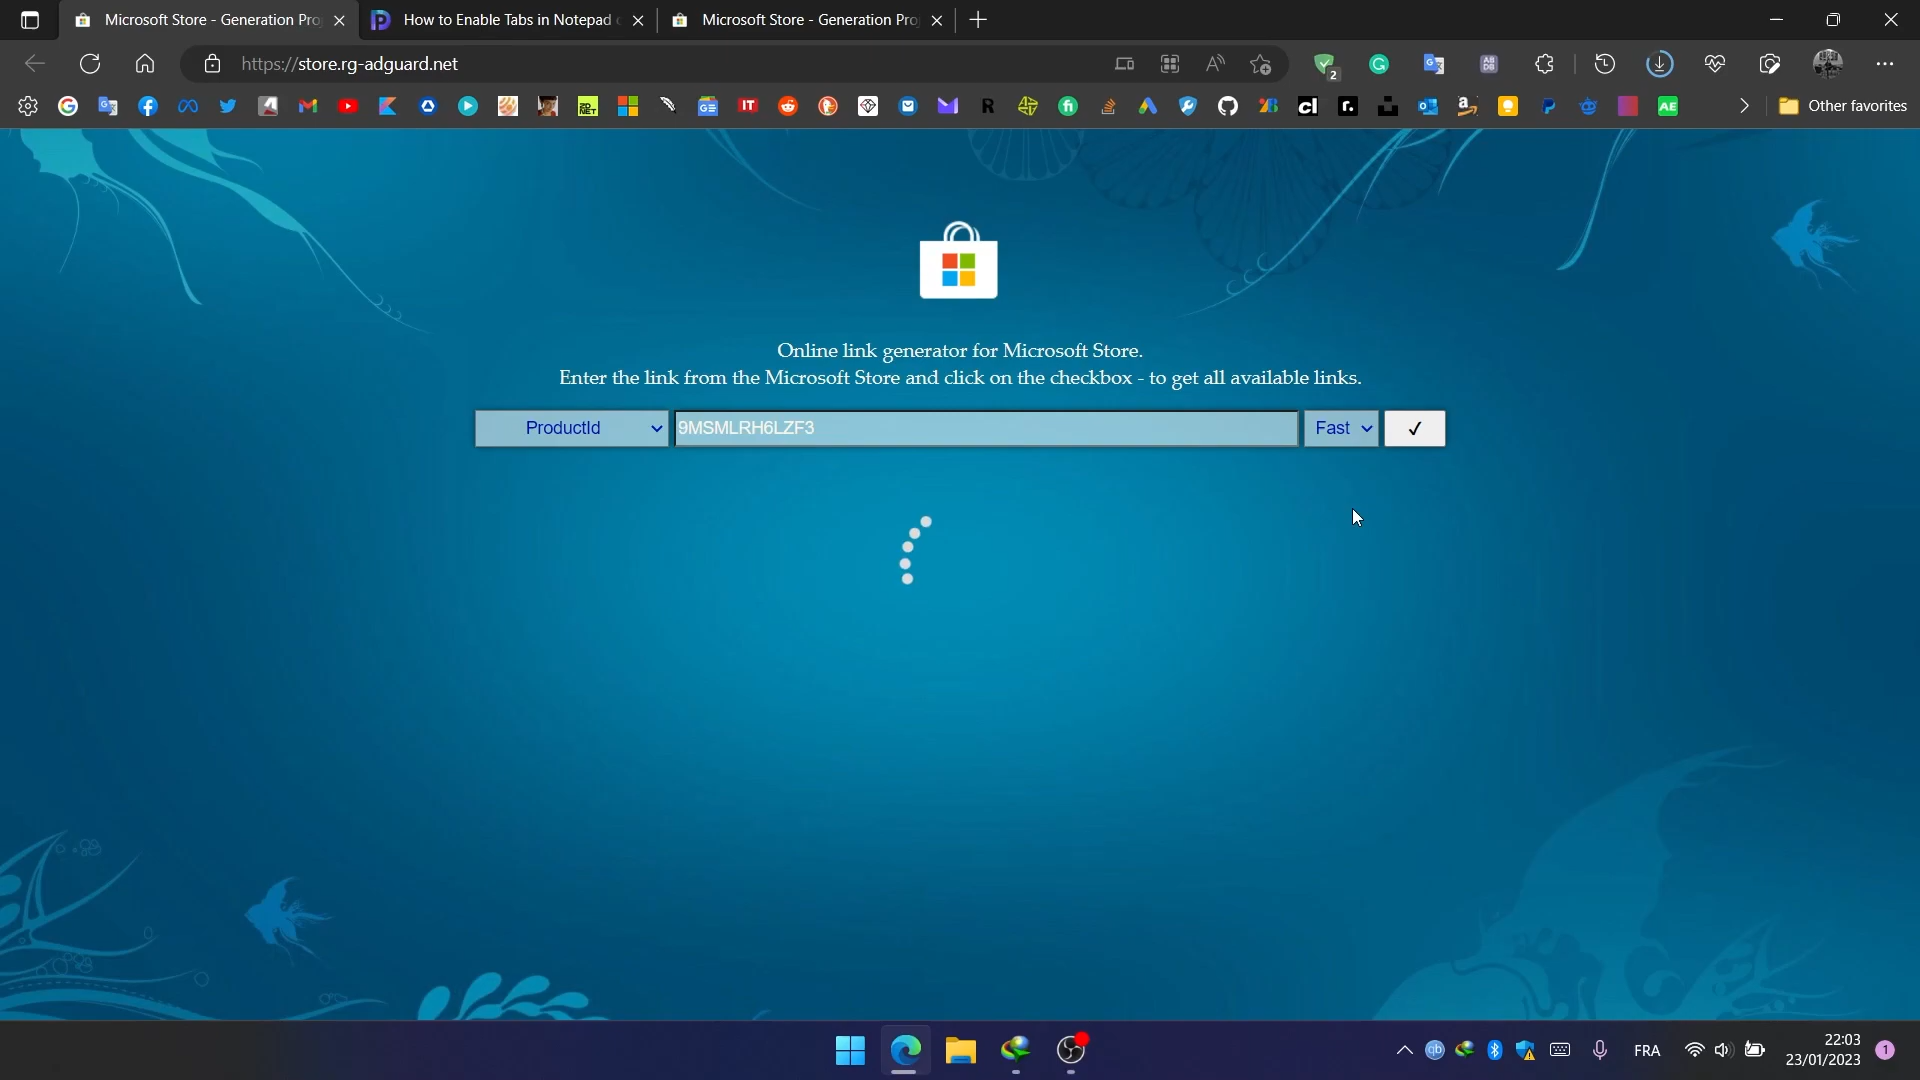 Microsoft Store - Generation Pro
How to Enable Tabs in Notepad
Microsoft Store - Generation Pro
https://store.rg-adguard.net
2
Other favorites
Online link generator for Microsoft Store.
Enter the link from the Microsoft Store and click on the checkbox - to get all available links.
ProductId
9MSMLRH6LZF3
Fast
✓
FRA
22:03
23/01/2023
1